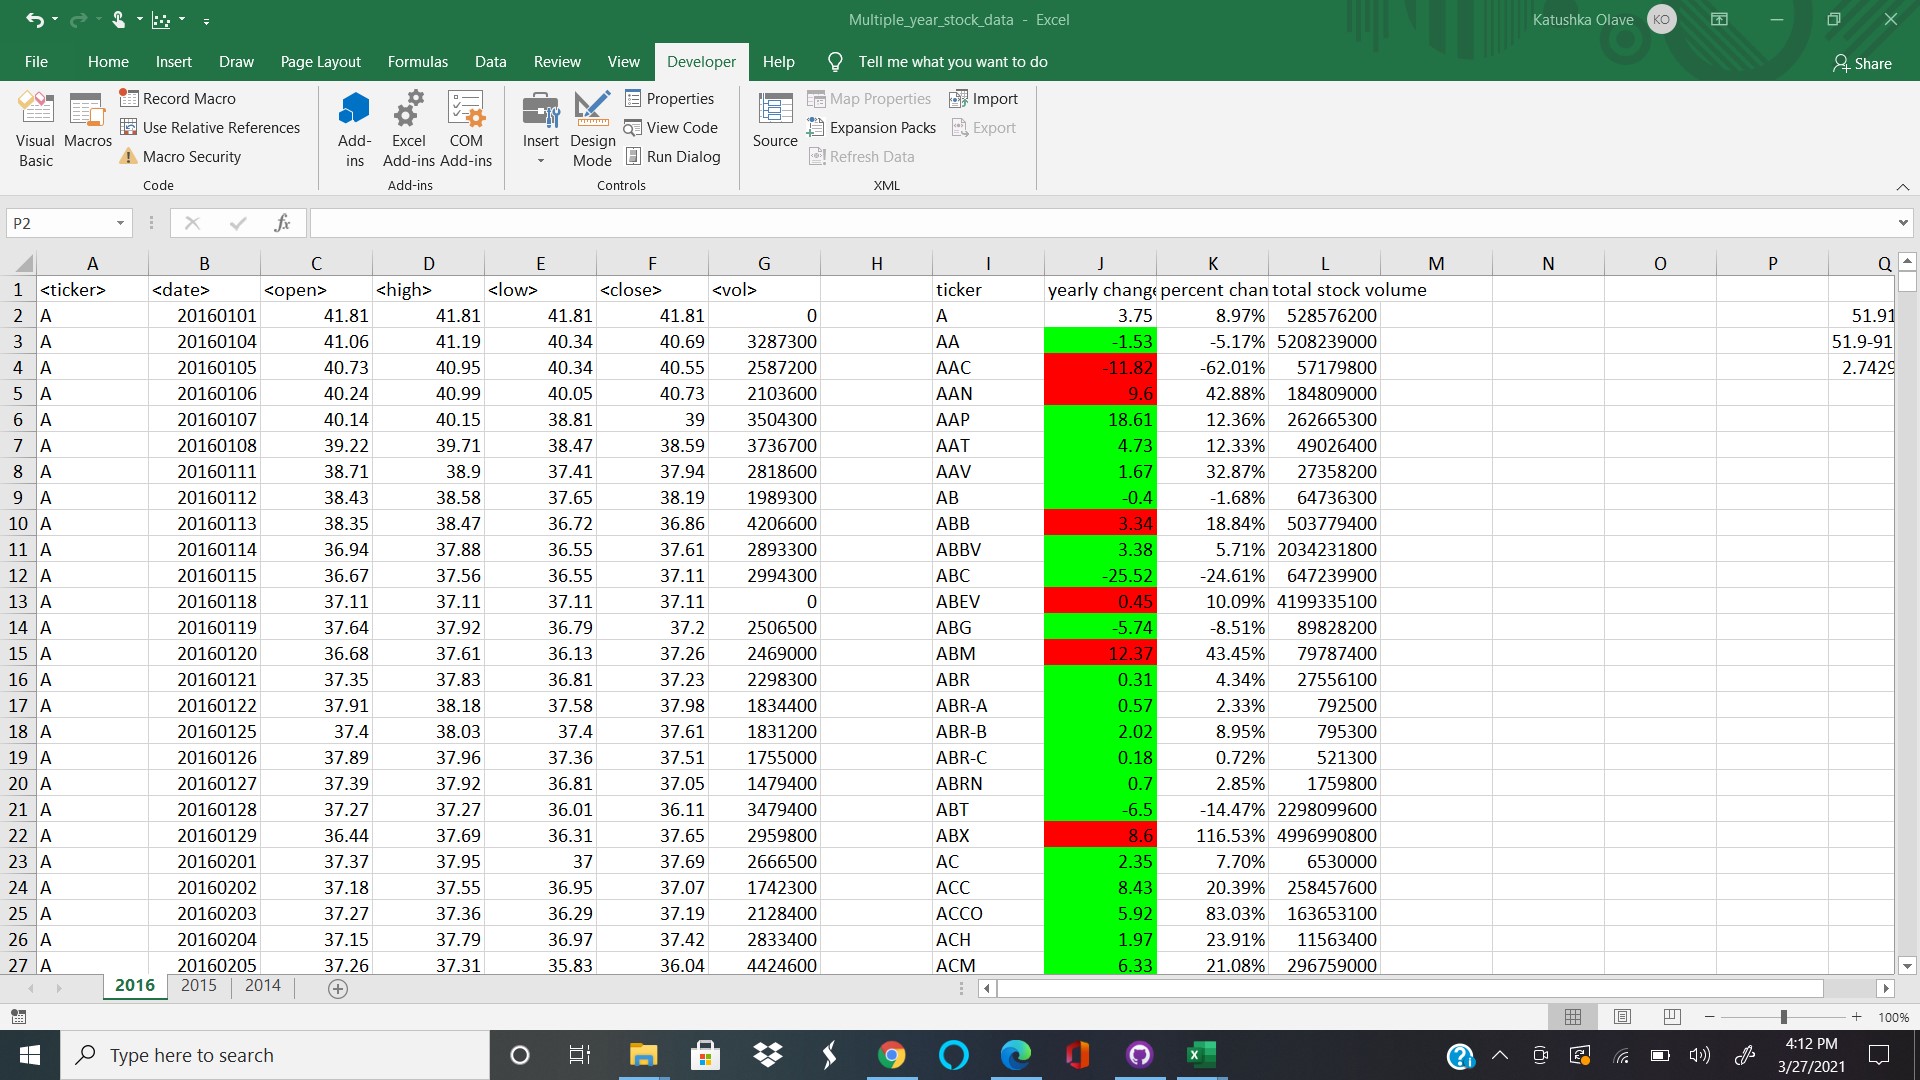 Multiple_year_stock_data - Excel
Katushka Olave KO
File Home Insert Draw Page Layout Formulas Data Review View Developer Help Tell me what you want to do Share
Visual Basic
Macros
Record Macro
Use Relative References
Macro Security
Code
Add-ins
Excel Add-ins
COM Add-ins
Add-ins
Insert
Design Mode
Properties
View Code
Run Dialog
Controls
Source
Map Properties
Expansion Packs
Refresh Data
Import
Export
XML
P2 fx
A B C D E F G H I J K L M N O P Q
1 <ticker> <date> <open> <high> <low> <close> <vol> ticker yearly change percent chan total stock volume
2 A 20160101 41.81 41.81 41.81 41.81 0 A 3.75 8.97% 528576200 51.91
3 A 20160104 41.06 41.19 40.34 40.69 3287300 AA -1.53 -5.17% 5208239000 51.9-91
4 A 20160105 40.73 40.95 40.34 40.55 2587200 AAC -11.82 -62.01% 57179800 2.7429
5 A 20160106 40.24 40.99 40.05 40.73 2103600 AAN 9.6 42.88% 184809000
6 A 20160107 40.14 40.15 38.81 39 3504300 AAP 18.61 12.36% 262665300
7 A 20160108 39.22 39.71 38.47 38.59 3736700 AAT 4.73 12.33% 49026400
8 A 20160111 38.71 38.9 37.41 37.94 2818600 AAV 1.67 32.87% 27358200
9 A 20160112 38.43 38.58 37.65 38.19 1989300 AB -0.4 -1.68% 64736300
10 A 20160113 38.35 38.47 36.72 36.86 4206600 ABB 3.34 18.84% 503779400
11 A 20160114 36.94 37.88 36.55 37.61 2893300 ABBV 3.38 5.71% 2034231800
12 A 20160115 36.67 37.56 36.55 37.11 2994300 ABC -25.52 -24.61% 647239900
13 A 20160118 37.11 37.11 37.11 37.11 0 ABEV 0.45 10.09% 4199335100
14 A 20160119 37.64 37.92 36.79 37.2 2506500 ABG -5.74 -8.51% 89828200
15 A 20160120 36.68 37.61 36.13 37.26 2469000 ABM 12.37 43.45% 79787400
16 A 20160121 37.35 37.83 36.81 37.23 2298300 ABR 0.31 4.34% 27556100
17 A 20160122 37.91 38.18 37.58 37.98 1834400 ABR-A 0.57 2.33% 792500
18 A 20160125 37.4 38.03 37.4 37.61 1831200 ABR-B 2.02 8.95% 795300
19 A 20160126 37.89 37.96 37.36 37.51 1755000 ABR-C 0.18 0.72% 521300
20 A 20160127 37.39 37.92 36.81 37.05 1479400 ABRN 0.7 2.85% 1759800
21 A 20160128 37.27 37.27 36.01 36.11 3479400 ABT -6.5 -14.47% 2298099600
22 A 20160129 36.44 37.69 36.31 37.65 2959800 ABX 8.6 116.53% 4996990800
23 A 20160201 37.37 37.95 37 37.69 2666500 AC 2.35 7.70% 6530000
24 A 20160202 37.18 37.55 36.95 37.07 1742300 ACC 8.43 20.39% 258457600
25 A 20160203 37.27 37.36 36.29 37.19 2128400 ACCO 5.92 83.03% 163653100
26 A 20160204 37.15 37.79 36.97 37.42 2833400 ACH 1.97 23.91% 11563400
27 A 20160205 37.26 37.31 35.83 36.04 4424600 ACM 6.33 21.08% 296759000
2016 2015 2014
100%
Type here to search
4:12 PM
3/27/2021